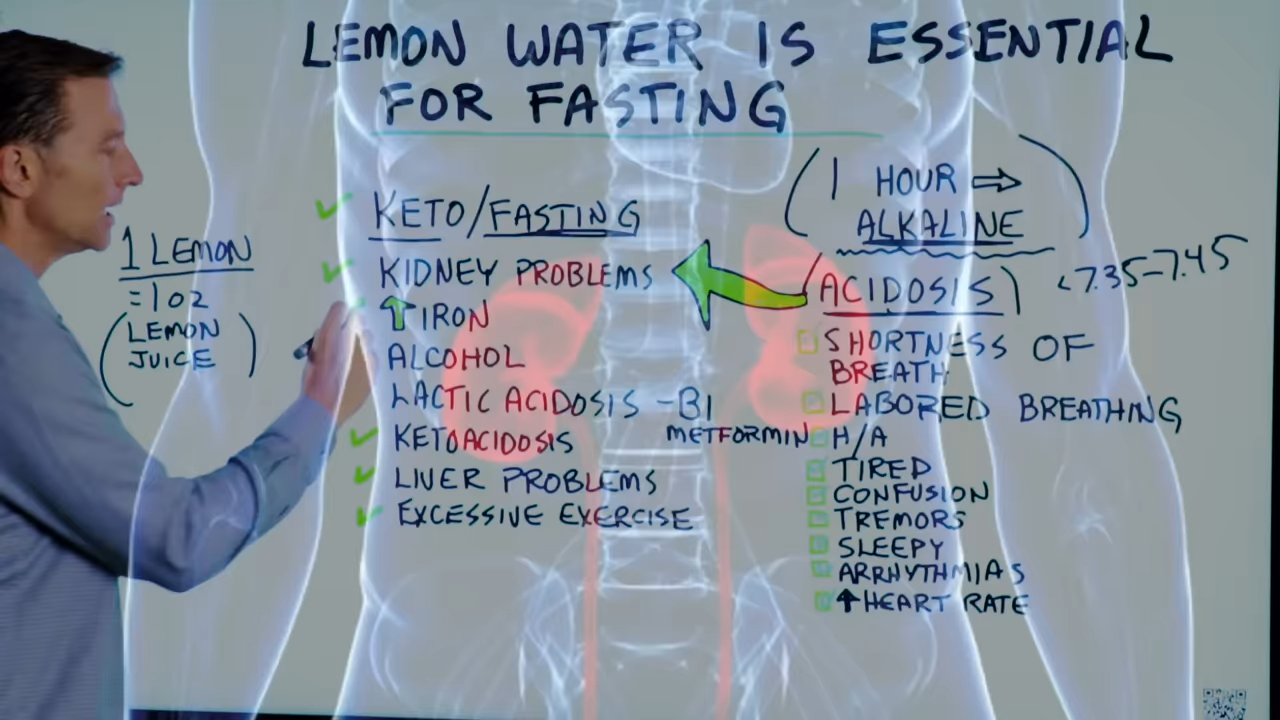 LEMON WATER IS ESSENTIAL
FOR FASTING
1 LEMON
= 1 oz
(LEMON
JUICE)
KETO/FASTING
KIDNEY PROBLEMS
↑ IRON
ALCOHOL
LACTIC ACIDOSIS - B1
METFORMIN
KETOACIDOSIS
LIVER PROBLEMS
EXCESSIVE EXERCISE
(1 HOUR ⇒
ALKALINE)
(ACIDOSIS) <7.35-7.45
SHORTNESS OF
BREATH
LABORED BREATHING
H/A
TIRED
CONFUSION
TREMORS
SLEEPY
ARRHYTHMIAS
↑ HEART RATE